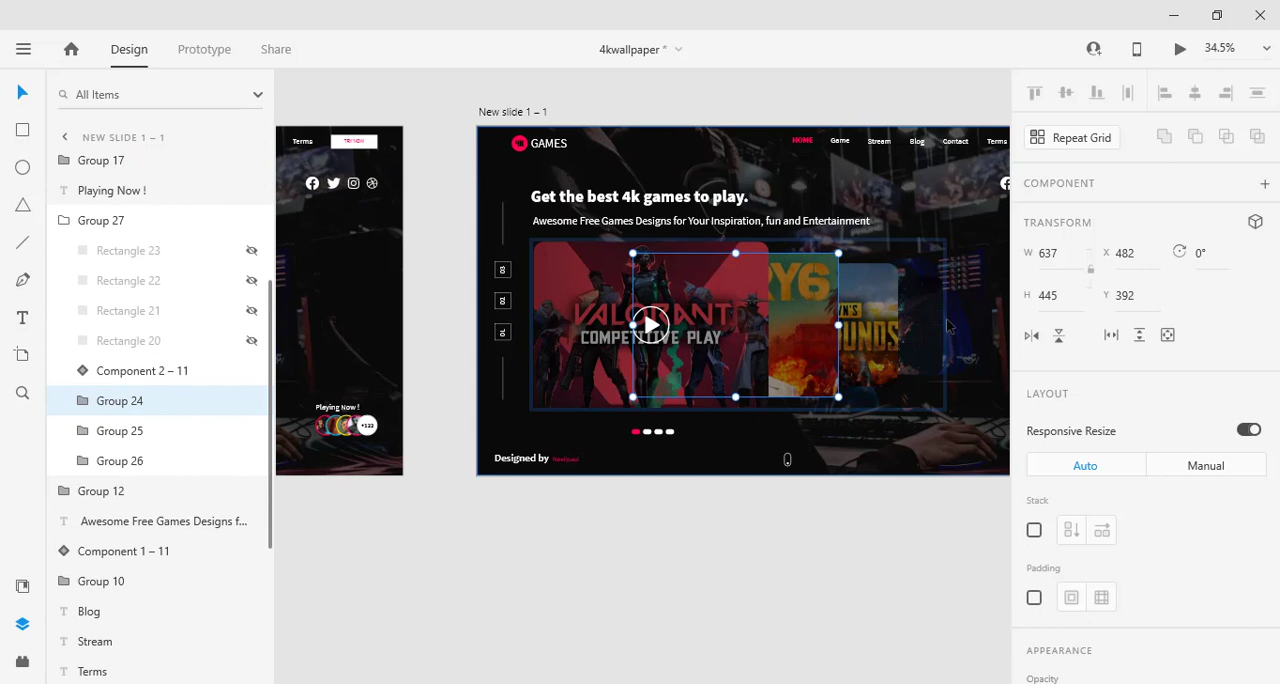 Design
Prototype
Share
4kwallpaper *
34.5%
All Items
NEW SLIDE 1 – 1
Group 17
Playing Now !
Group 27
Rectangle 23
Rectangle 22
Rectangle 21
Rectangle 20
Component 2 – 11
Group 24
Group 25
Group 26
Group 12
Awesome Free Games Designs f...
Component 1 – 11
Group 10
Blog
Stream
Terms
Terms
Playing Now !
+123
New slide 1 – 1
GAMES
HOME
Game
Stream
Blog
Contact
Terms
Get the best 4k games to play.
Awesome Free Games Designs for Your Inspiration, fun and Entertainment
03
02
VALORANT
COMPETITIVE PLAY
Designed by
Repeat Grid
COMPONENT
TRANSFORM
W 637
X 482
0°
H 445
Y 392
LAYOUT
Responsive Resize
Auto
Manual
Stack
Padding
APPEARANCE
Opacity